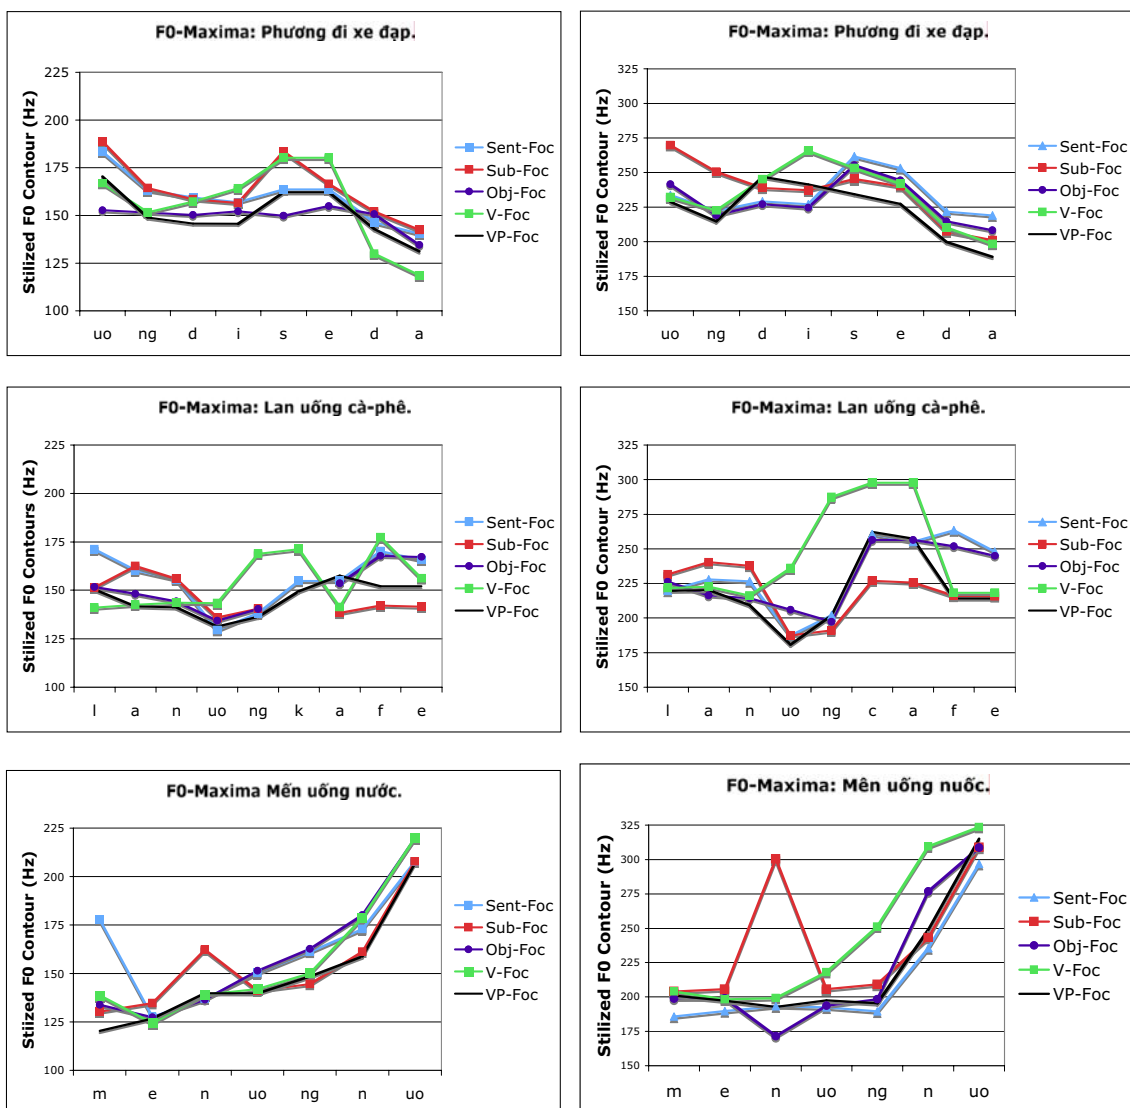 F0-Maxima: Phương đi xe đạp.
Stilized F0 Contour (Hz)
225
200
175
150
125
100
uo ng d i s e d a
Sent-Foc
Sub-Foc
Obj-Foc
V-Foc
VP-Foc
F0-Maxima: Phương đi xe đạp.
Stilized F0 Contour (Hz)
325
300
275
250
225
200
175
150
uo ng d i s e d a
Sent-Foc
Sub-Foc
Obj-Foc
V-Foc
VP-Foc
F0-Maxima: Lan uống cà-phê.
Stilized F0 Contours (Hz)
225
200
175
150
125
100
l a n uo ng k a f e
Sent-Foc
Sub-Foc
Obj-Foc
V-Foc
VP-Foc
F0-Maxima: Lan uống cà-phê.
Stilized F0 Contour (Hz)
325
300
275
250
225
200
175
150
l a n uo ng c a f e
Sent-Foc
Sub-Foc
Obj-Foc
V-Foc
VP-Foc
F0-Maxima Mến uống nước.
Stilized F0 Contour (Hz)
225
200
175
150
125
100
m e n uo ng n uo
Sent-Foc
Sub-Foc
Obj-Foc
V-Foc
VP-Foc
F0-Maxima: Mên uống nuốc.
Stilized F0 Contour (Hz)
325
300
275
250
225
200
175
150
m e n uo ng n uo
Sent-Foc
Sub-Foc
Obj-Foc
V-Foc
VP-Foc